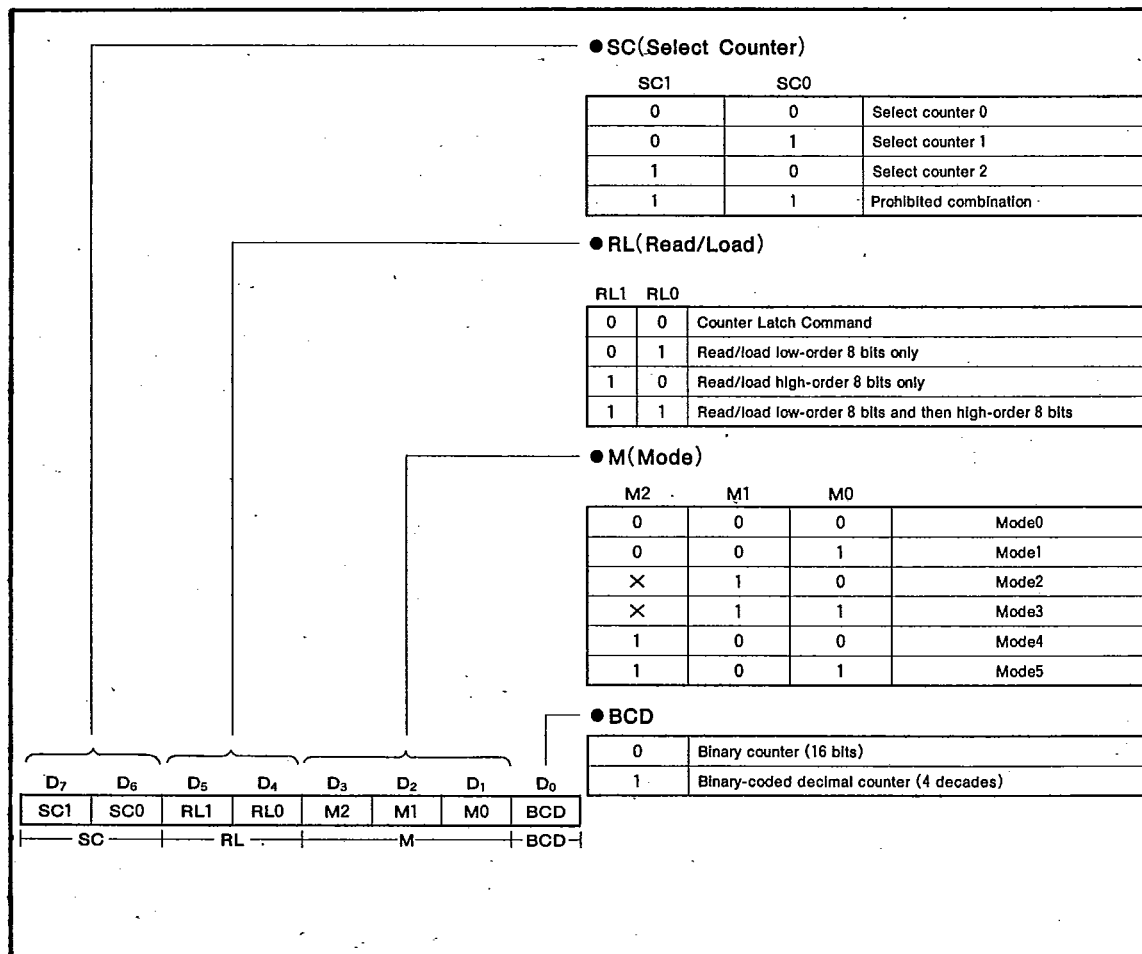 ● SC(Select Counter)
SC1 SC0
0 0 Select counter 0
0 1 Select counter 1
1 0 Select counter 2
1 1 Prohibited combination
● RL(Read/Load)
RL1 RL0
0 0 Counter Latch Command
0 1 Read/load low-order 8 bits only
1 0 Read/load high-order 8 bits only
1 1 Read/load low-order 8 bits and then high-order 8 bits
● M(Mode)
M2 M1 M0
0 0 0 Mode0
0 0 1 Mode1
× 1 0 Mode2
× 1 1 Mode3
1 0 0 Mode4
1 0 1 Mode5
● BCD
0 Binary counter (16 bits)
1 Binary-coded decimal counter (4 decades)
D₇ D₆ D₅ D₄ D₃ D₂ D₁ D₀
SC1 SC0 RL1 RL0 M2 M1 M0 BCD
SC RL M BCD